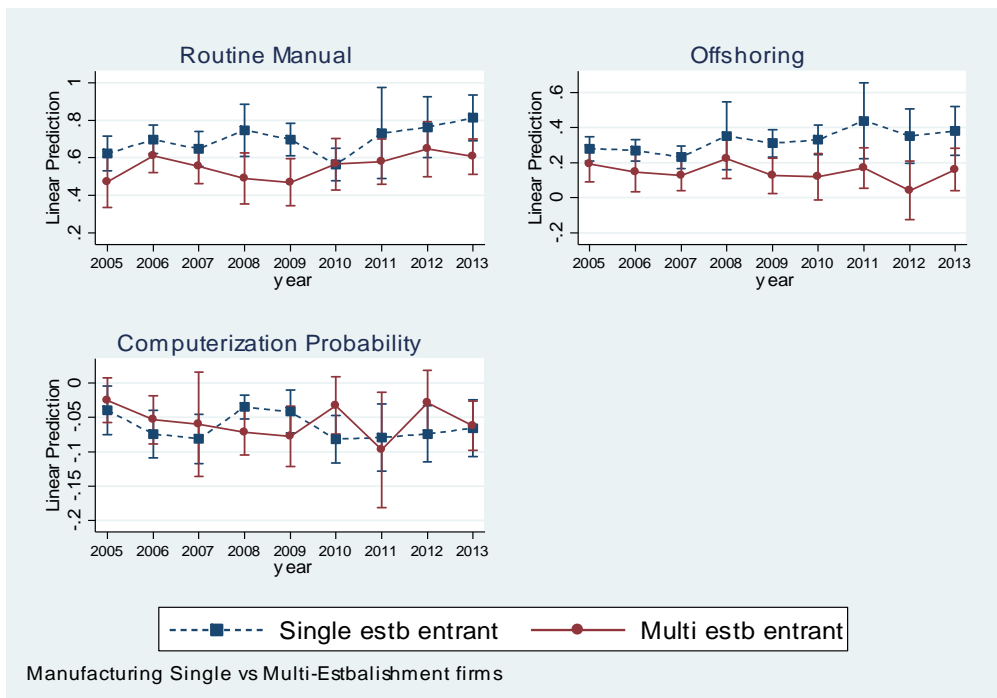 Routine Manual
Linear Prediction
1
.8
.6
.4
.2
2005 2006 2007 2008 2009 2010 2011 2012 2013
year
Offshoring
Linear Prediction
.6
.4
.2
0
-.2
2005 2006 2007 2008 2009 2010 2011 2012 2013
year
Computerization Probability
Linear Prediction
0
-.05
-.1
-.15
-.2
2005 2006 2007 2008 2009 2010 2011 2012 2013
year
Single estb entrant
Multi estb entrant
Manufacturing Single vs Multi-Estbalishment firms